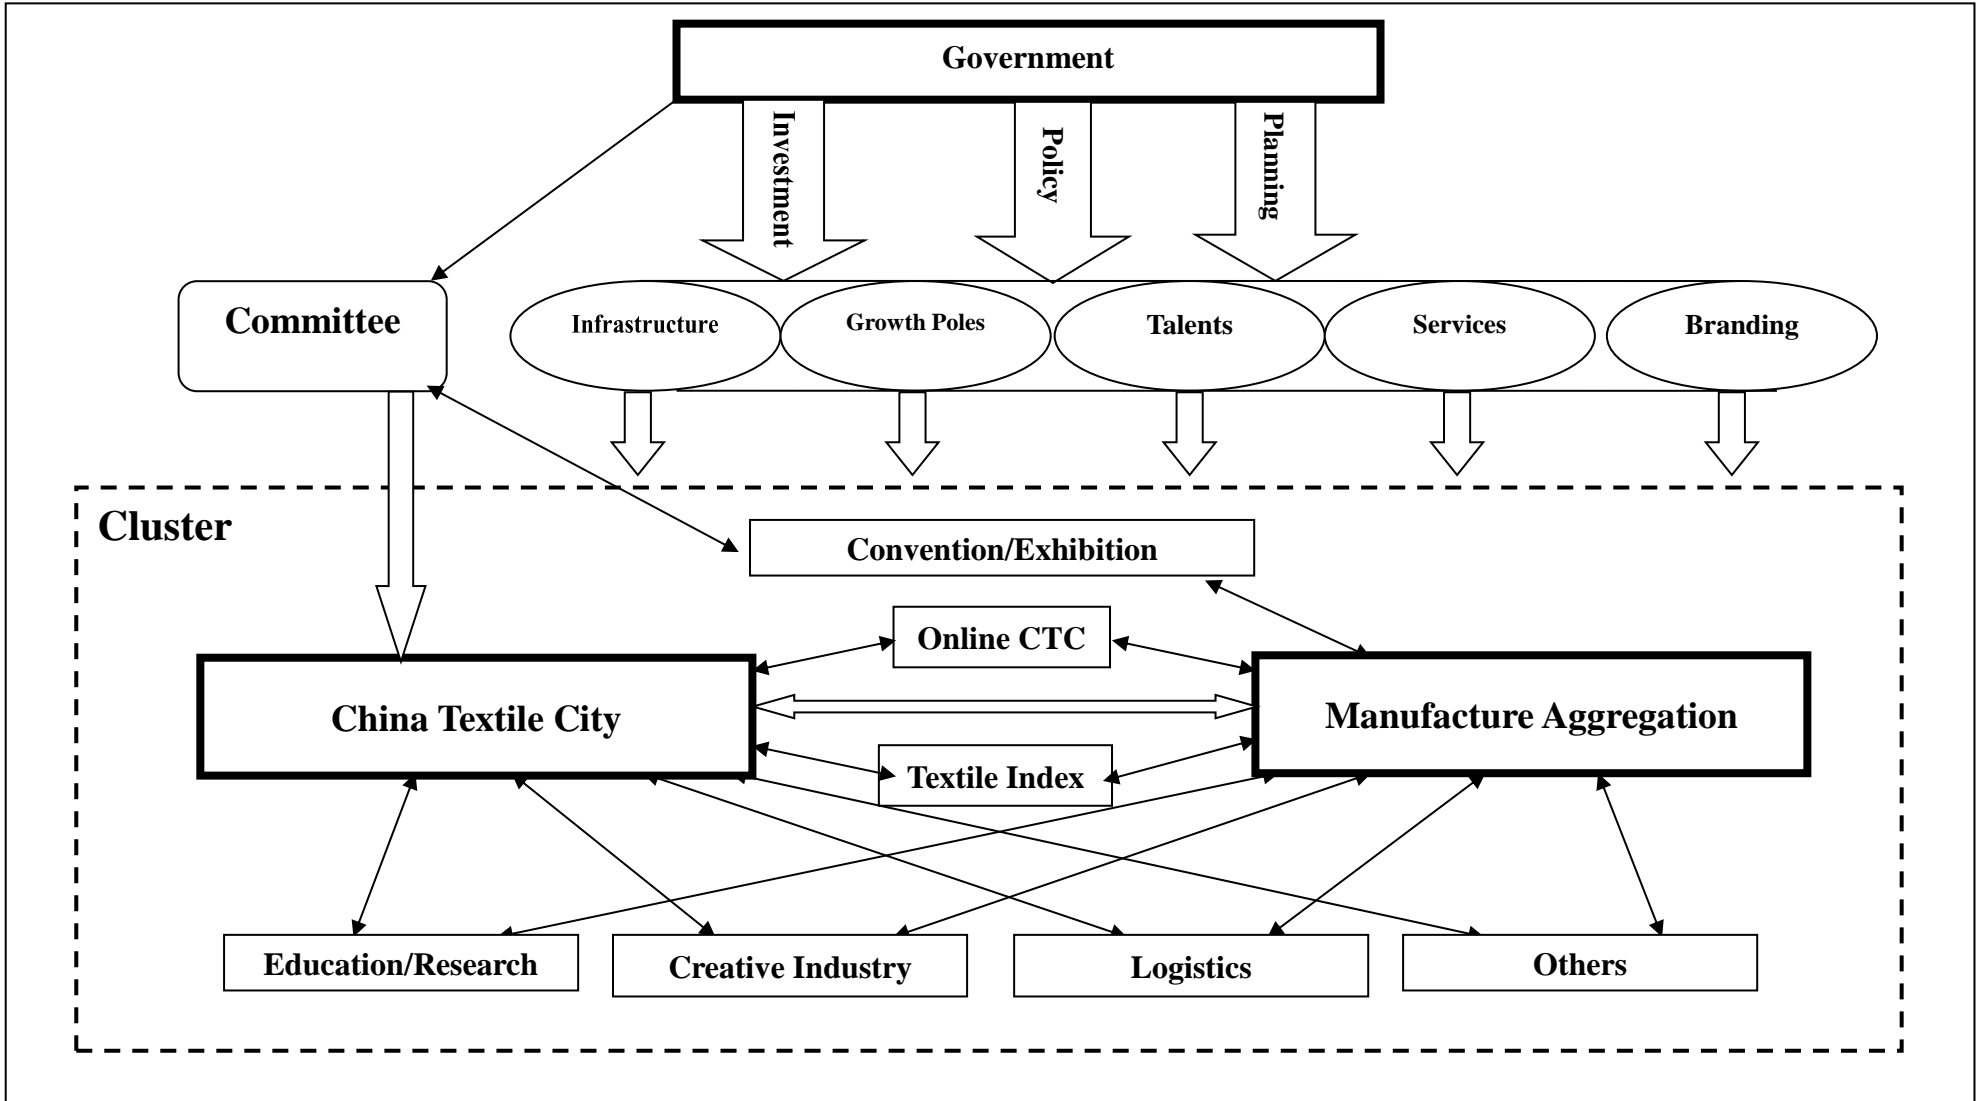 Government
Investment
Policy
Planning
Committee
Infrastructure
Growth Poles
Talents
Services
Branding
Cluster
Convention/Exhibition
Online CTC
China Textile City
Manufacture Aggregation
Textile Index
Education/Research
Creative Industry
Logistics
Others